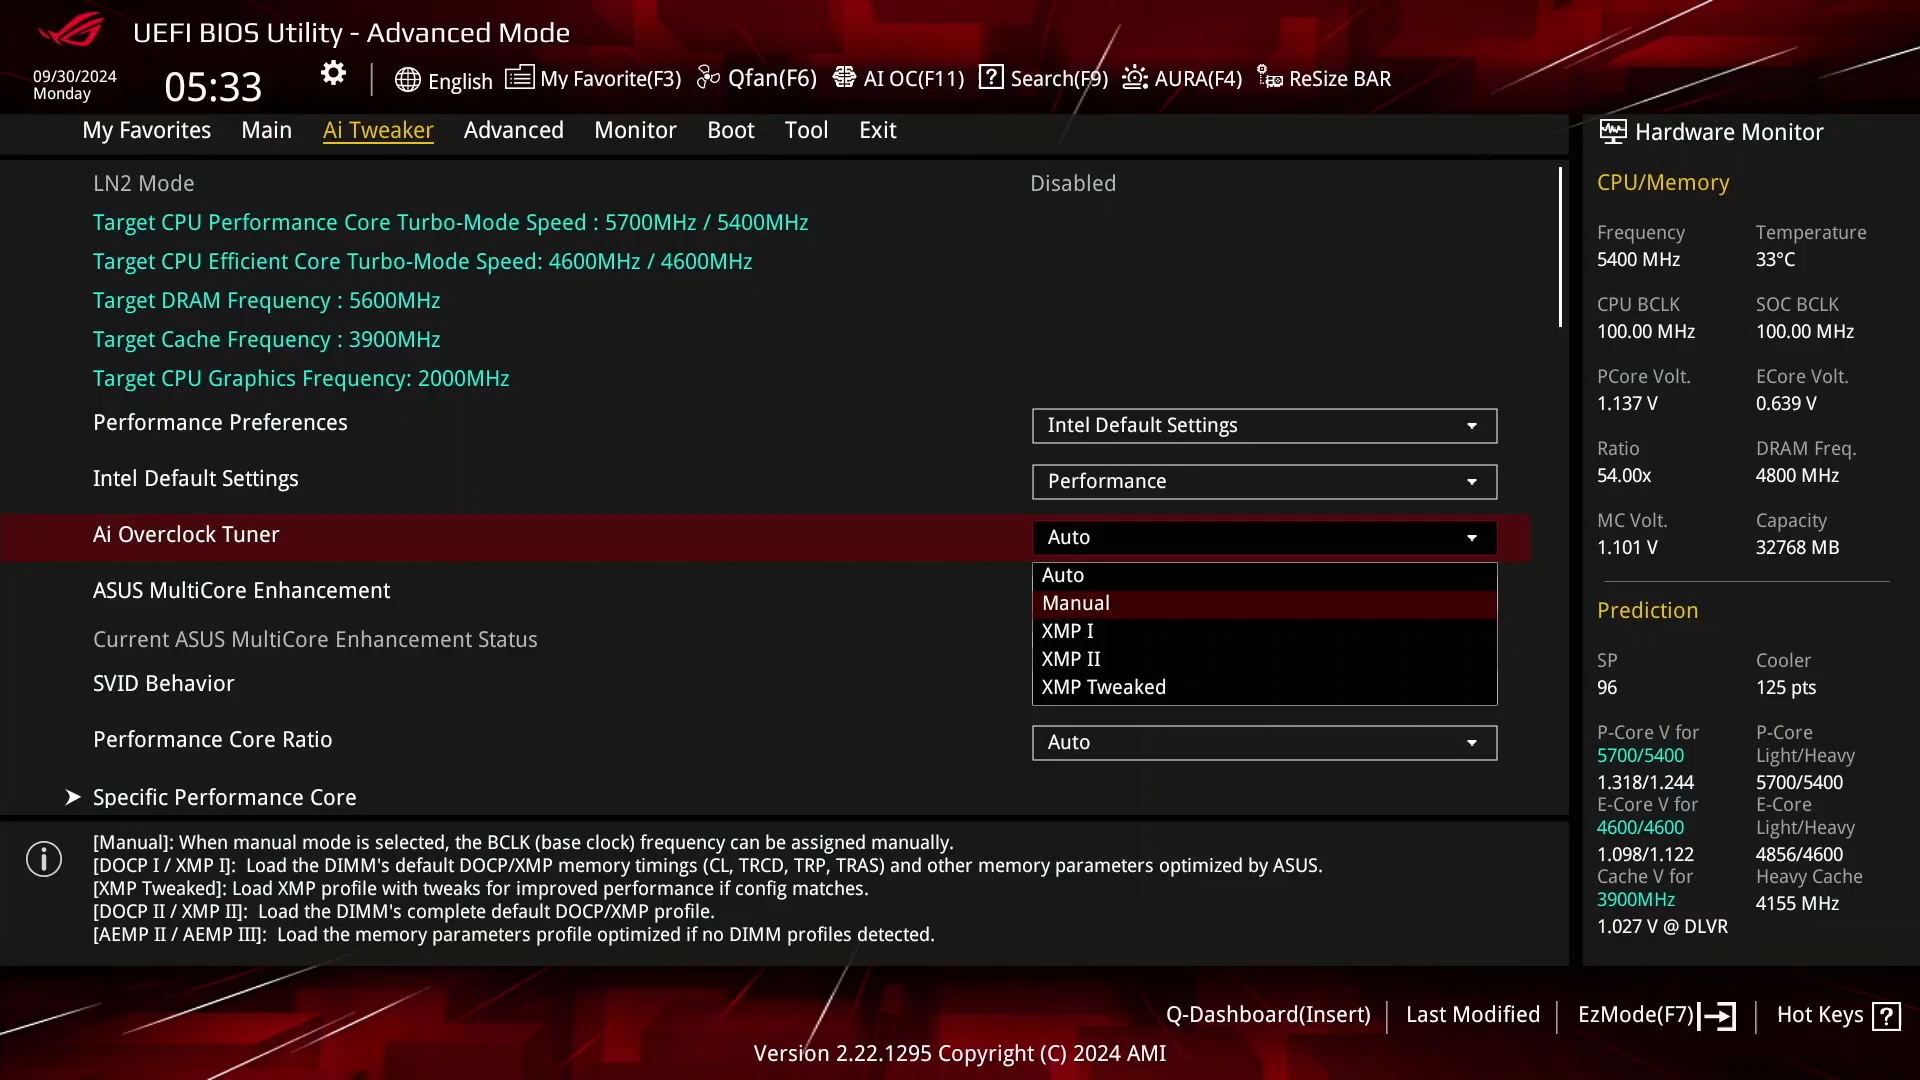 UEFI BIOS Utility - Advanced Mode
09/30/2024
Monday
05:33
English
My Favorite(F3)
Qfan(F6)
AI OC(F11)
Search(F9)
AURA(F4)
ReSize BAR
My Favorites
Main
Ai Tweaker
Advanced
Monitor
Boot
Tool
Exit
LN2 Mode
Disabled
Target CPU Performance Core Turbo-Mode Speed : 5700MHz / 5400MHz
Target CPU Efficient Core Turbo-Mode Speed: 4600MHz / 4600MHz
Target DRAM Frequency : 5600MHz
Target Cache Frequency : 3900MHz
Target CPU Graphics Frequency: 2000MHz
Performance Preferences
Intel Default Settings
Intel Default Settings
Performance
Ai Overclock Tuner
Auto
Auto
Manual
XMP I
XMP II
XMP Tweaked
ASUS MultiCore Enhancement
Current ASUS MultiCore Enhancement Status
SVID Behavior
Performance Core Ratio
Auto
Specific Performance Core
[Manual]: When manual mode is selected, the BCLK (base clock) frequency can be assigned manually.
[DOCP I / XMP I]:  Load the DIMM's default DOCP/XMP memory timings (CL, TRCD, TRP, TRAS) and other memory parameters optimized by ASUS.
[XMP Tweaked]: Load XMP profile with tweaks for improved performance if config matches.
[DOCP II / XMP II]:  Load the DIMM's complete default DOCP/XMP profile.
[AEMP II / AEMP III]:  Load the memory parameters profile optimized if no DIMM profiles detected.
Hardware Monitor
CPU/Memory
Frequency
Temperature
5400 MHz
33°C
CPU BCLK
SOC BCLK
100.00 MHz
100.00 MHz
PCore Volt.
ECore Volt.
1.137 V
0.639 V
Ratio
DRAM Freq.
54.00x
4800 MHz
MC Volt.
Capacity
1.101 V
32768 MB
Prediction
SP
Cooler
96
125 pts
P-Core V for
P-Core
5700/5400
Light/Heavy
1.318/1.244
5700/5400
E-Core V for
E-Core
4600/4600
Light/Heavy
1.098/1.122
4856/4600
Cache V for
Heavy Cache
3900MHz
4155 MHz
1.027 V @ DLVR
Q-Dashboard(Insert)
Last Modified
EzMode(F7)
Hot Keys
Version 2.22.1295 Copyright (C) 2024 AMI